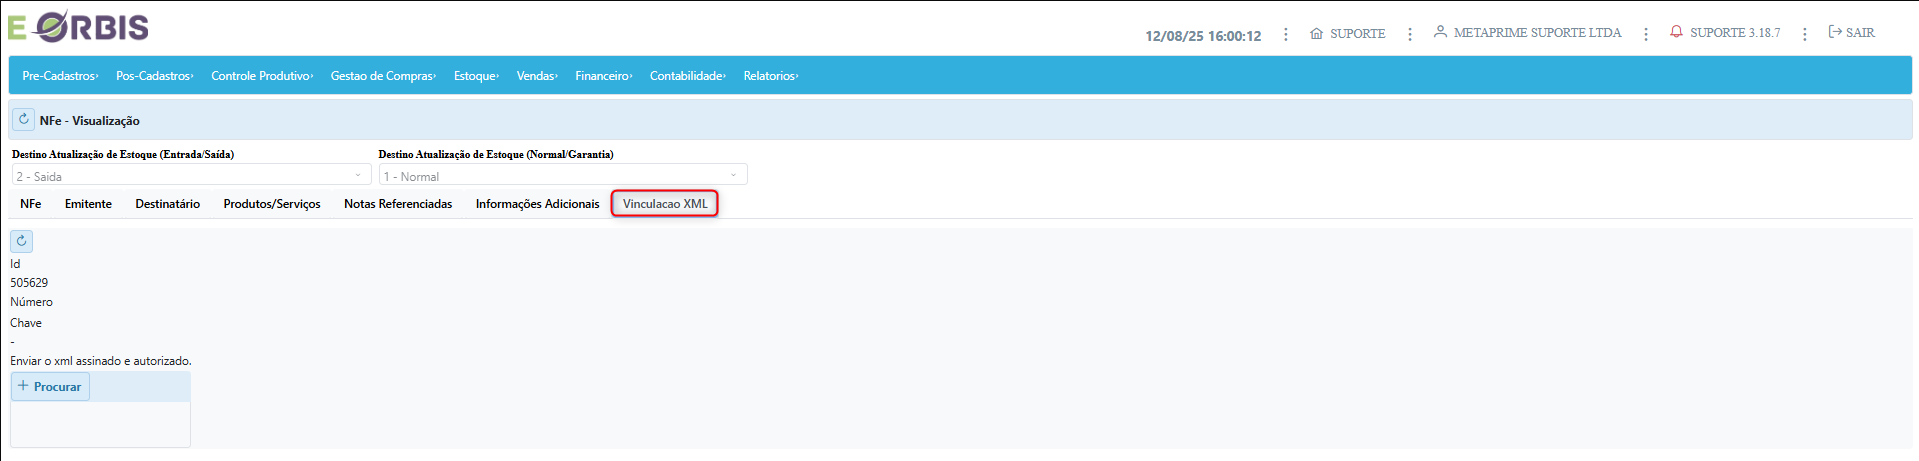 E ORBIS
12/08/25 16:00:12 SUPORTE METAPRIME SUPORTE LTDA SUPORTE 3.18.7 SAIR
Pre-Cadastros Pos-Cadastros Controle Produtivo Gestao de Compras Estoque Vendas Financeiro Contabilidade Relatorios
NFe - Visualização
Destino Atualização de Estoque (Entrada/Saída) Destino Atualização de Estoque (Normal/Garantia)
2 - Saida 1 - Normal
NFe Emitente Destinatário Produtos/Serviços Notas Referenciadas Informações Adicionais Vinculacao XML
Id
505629
Número
Chave
-
Enviar o xml assinado e autorizado.
+ Procurar